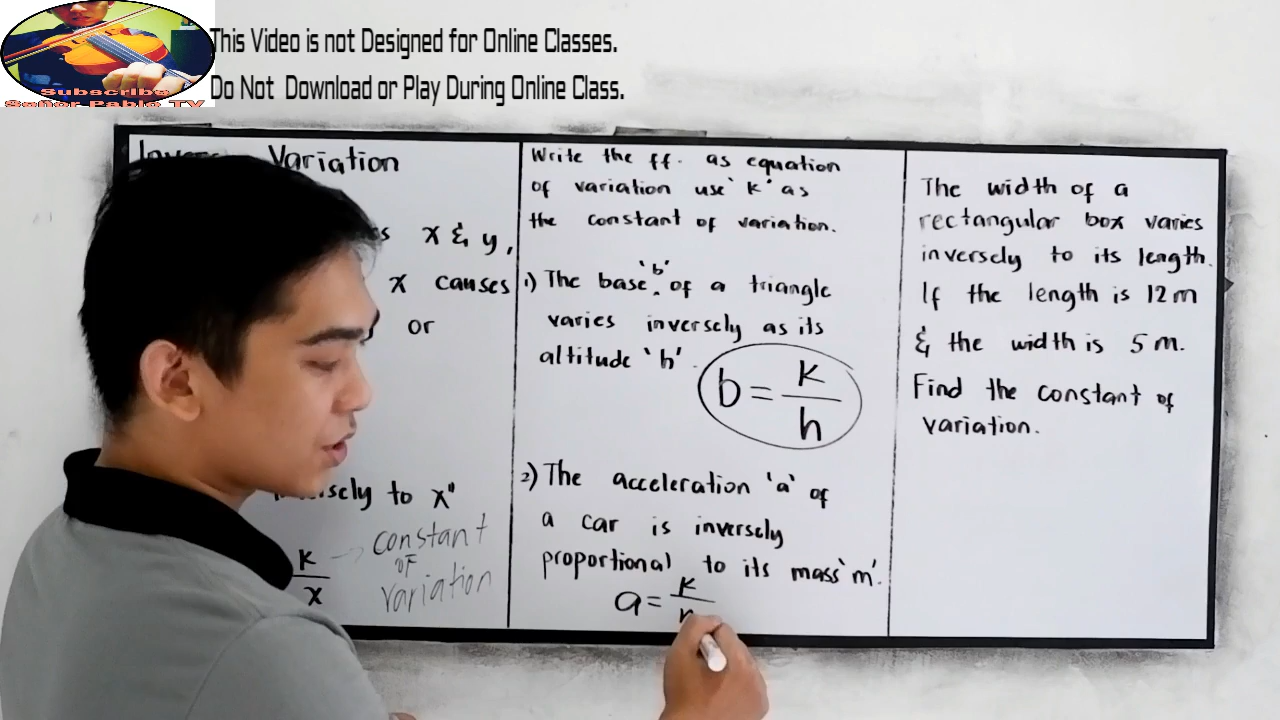 This Video is not Designed for Online Classes.
Do Not Download or Play During Online Class.
Subscribe
Señor Pablo TV
Variation
x & y,
x causes
or
to x"
k
x
constant
of
variation
Write the ff. as equation
of variation use 'k' as
the constant of variation.
1) The base 'b' of a triangle
varies inversely as its
altitude 'h'.
b = k
h
2) The acceleration 'a' of
a car is inversely
proportional to its mass 'm'.
a = k
The width of a
rectangular box varies
inversely to its length.
If the length is 12m
& the width is 5m.
Find the constant of
variation.